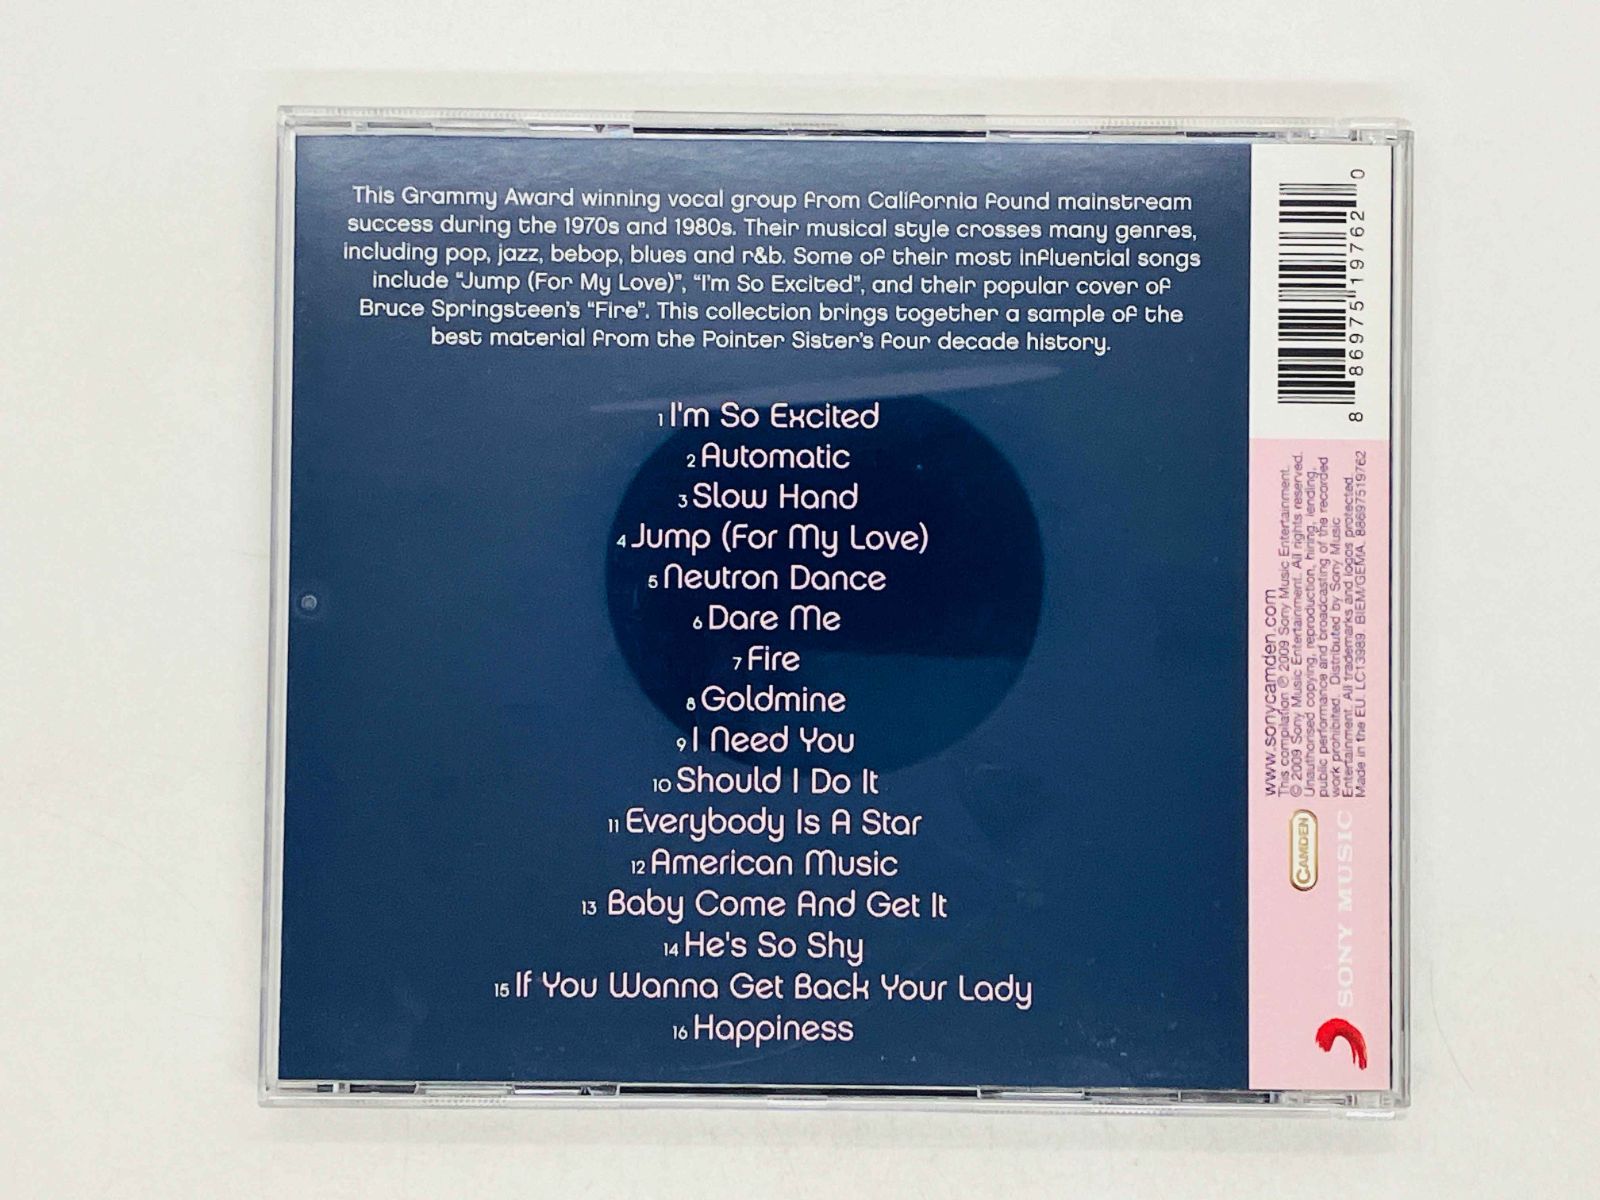 This Grammy Award winning vocal group from California found mainstream
success during the 1970s and 1980s. Their musical style crosses many genres,
including pop, jazz, bebop, blues and r&b. Some of their most influential songs
include "Jump (For My Love)", "I'm So Excited", and their popular cover of
Bruce Springsteen's "Fire". This collection brings together a sample of the
best material from the Pointer Sister's four decade history.
1 I'm So Excited
2 Automatic
3 Slow Hand
4 Jump (For My Love)
5 Neutron Dance
6 Dare Me
7 Fire
8 Goldmine
9 I Need You
10 Should I Do It
11 Everybody Is A Star
12 American Music
13 Baby Come And Get It
14 He's So Shy
15 If You Wanna Get Back Your Lady
16 Happiness
8 86975 19762 0
www.sonycamden.com
This compilation ℗ 2009 Sony Music Entertainment.
© 2009 Sony Music Entertainment. All rights reserved.
Unauthorised copying, reproduction, hiring, lending,
public performance and broadcasting of the recorded
work prohibited. Distributed by Sony Music
Entertainment. All trademarks and logos protected.
Made in the EU. LC13989. BIEM/GEMA. 88697519762
CAMDEN
SONY MUSIC